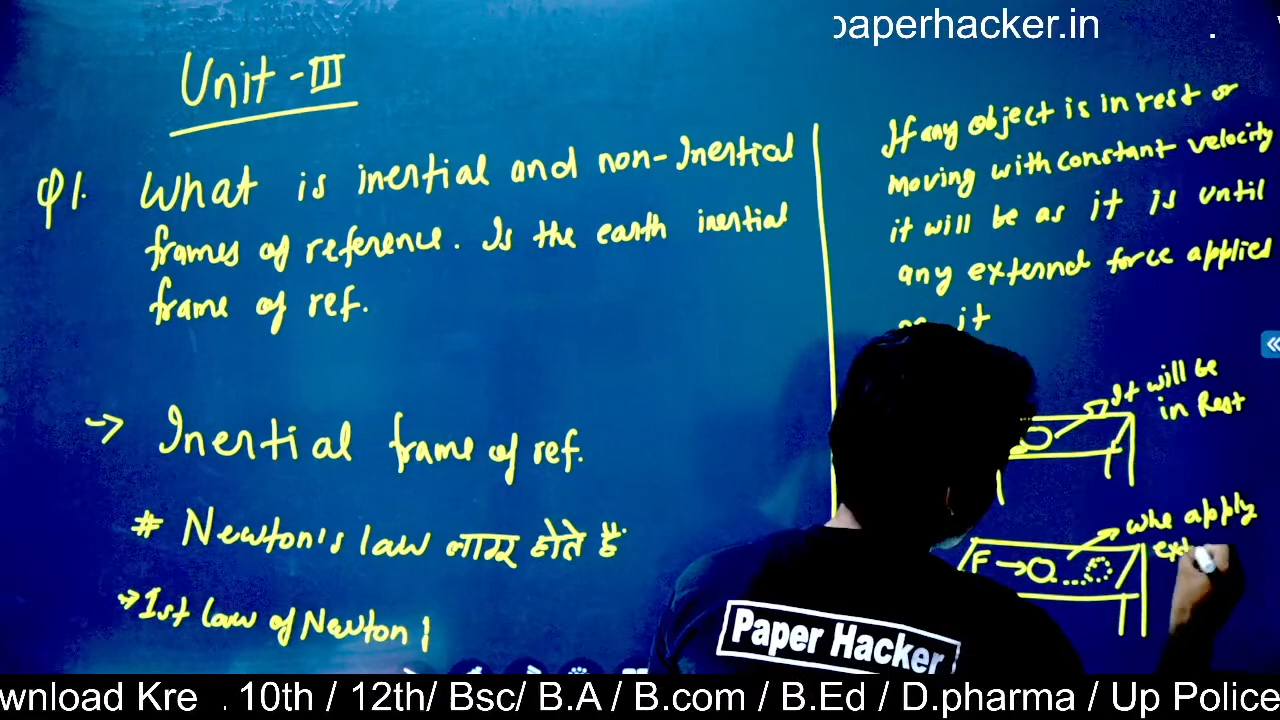 paperhacker.in .
Unit-III
Q1. What is inertial and non-Inertial
frames of reference. Is the earth inertial
frame of ref.
→ Inertial frame of ref.
# Newton's law लागू होते हैं
→ Ist law of Newton
If any object is in rest or
moving with constant velocity
it will be as it is until
any external force applied
it
It will be
in Rest
F → whe apply
Paper Hacker
wnload Kre . 10th / 12th/ Bsc/ B.A / B.com / B.Ed / D.pharma / Up Police